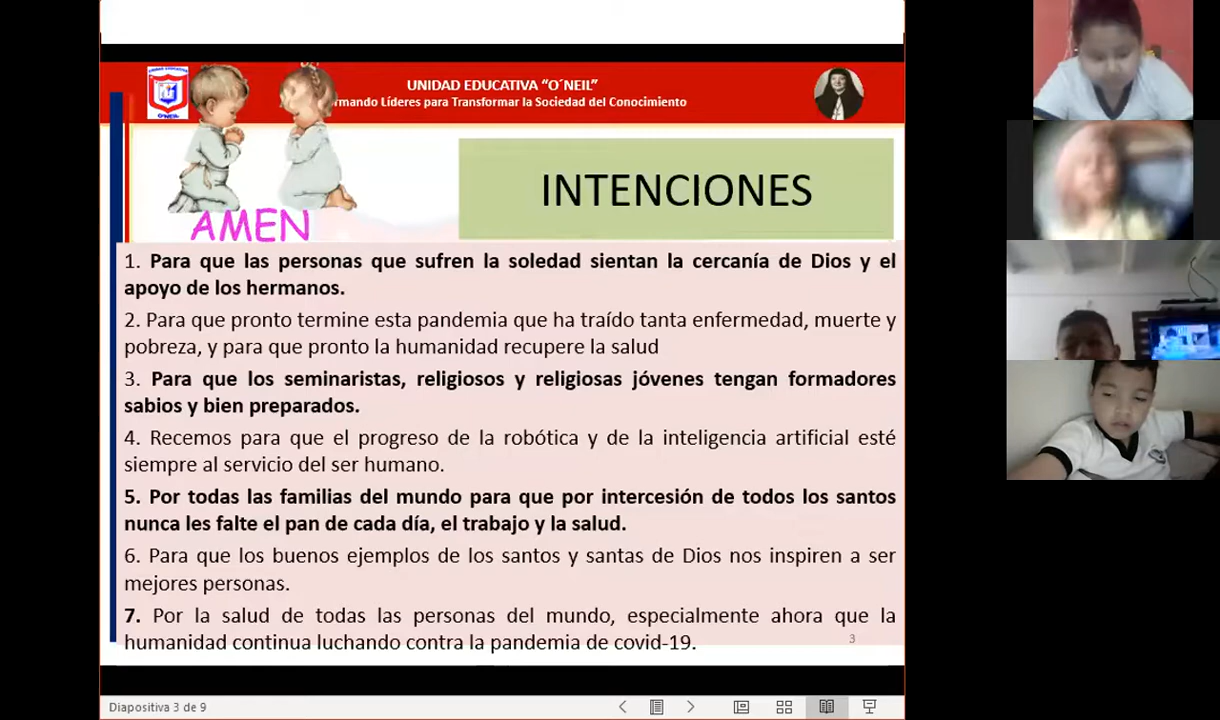 UNIDAD EDUCATIVA "O´NEIL"
rmando Líderes para Transformar la Sociedad del Conocimiento
O'NEIL
INTENCIONES
AMEN
1. Para que las personas que sufren la soledad sientan la cercanía de Dios y el
apoyo de los hermanos.
2. Para que pronto termine esta pandemia que ha traído tanta enfermedad, muerte y
pobreza, y para que pronto la humanidad recupere la salud
3. Para que los seminaristas, religiosos y religiosas jóvenes tengan formadores
sabios y bien preparados.
4. Recemos para que el progreso de la robótica y de la inteligencia artificial esté
siempre al servicio del ser humano.
5. Por todas las familias del mundo para que por intercesión de todos los santos
nunca les falte el pan de cada día, el trabajo y la salud.
6. Para que los buenos ejemplos de los santos y santas de Dios nos inspiren a ser
mejores personas.
7. Por la salud de todas las personas del mundo, especialmente ahora que la
humanidad continua luchando contra la pandemia de covid-19.
3
Diapositiva 3 de 9